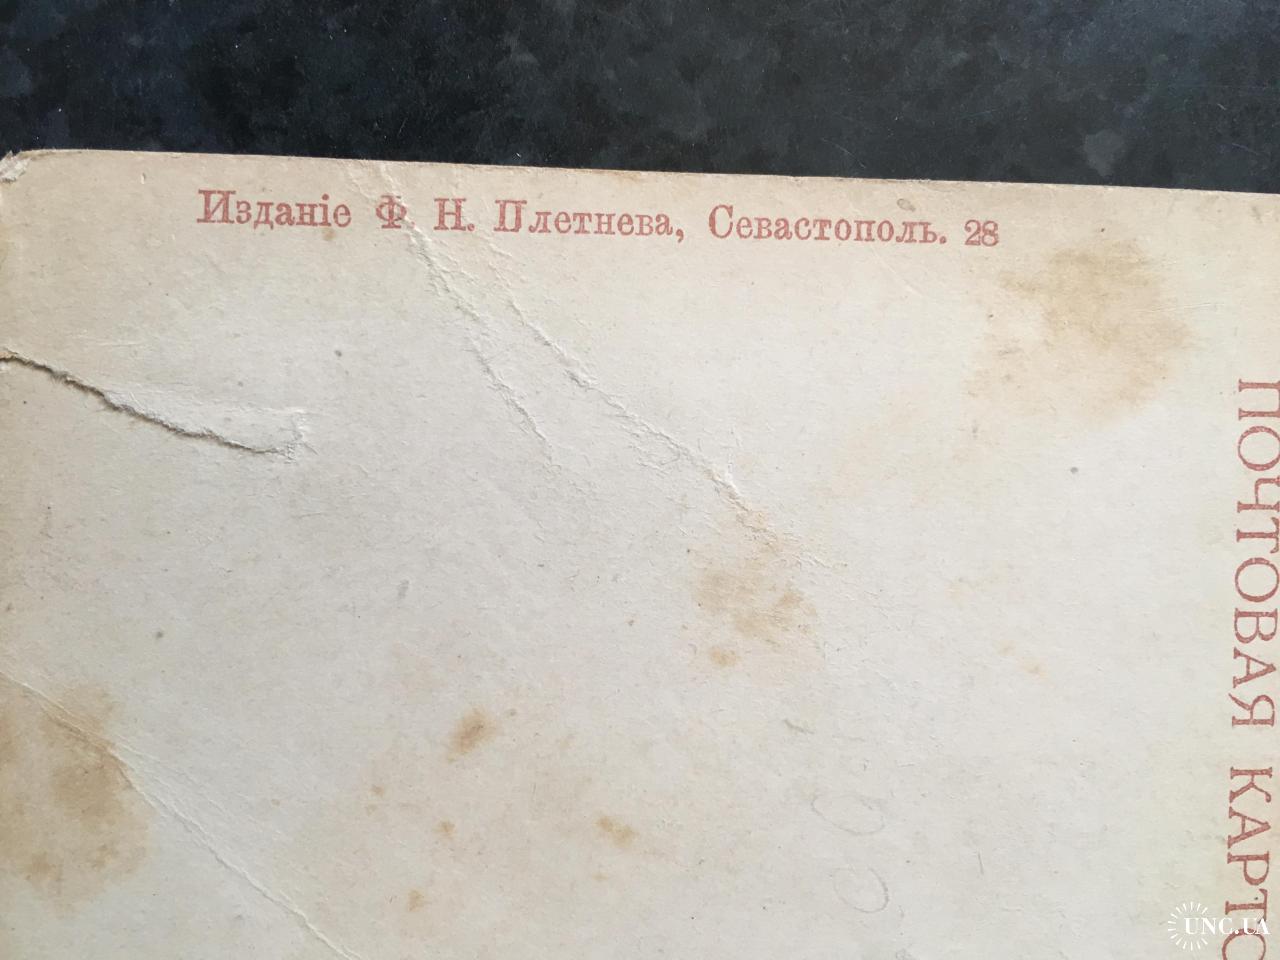 Изданіе Ф. Н. Плетнева, Севастополь. 28
ПОЧТОВАЯ КАРТО
UNC.UA